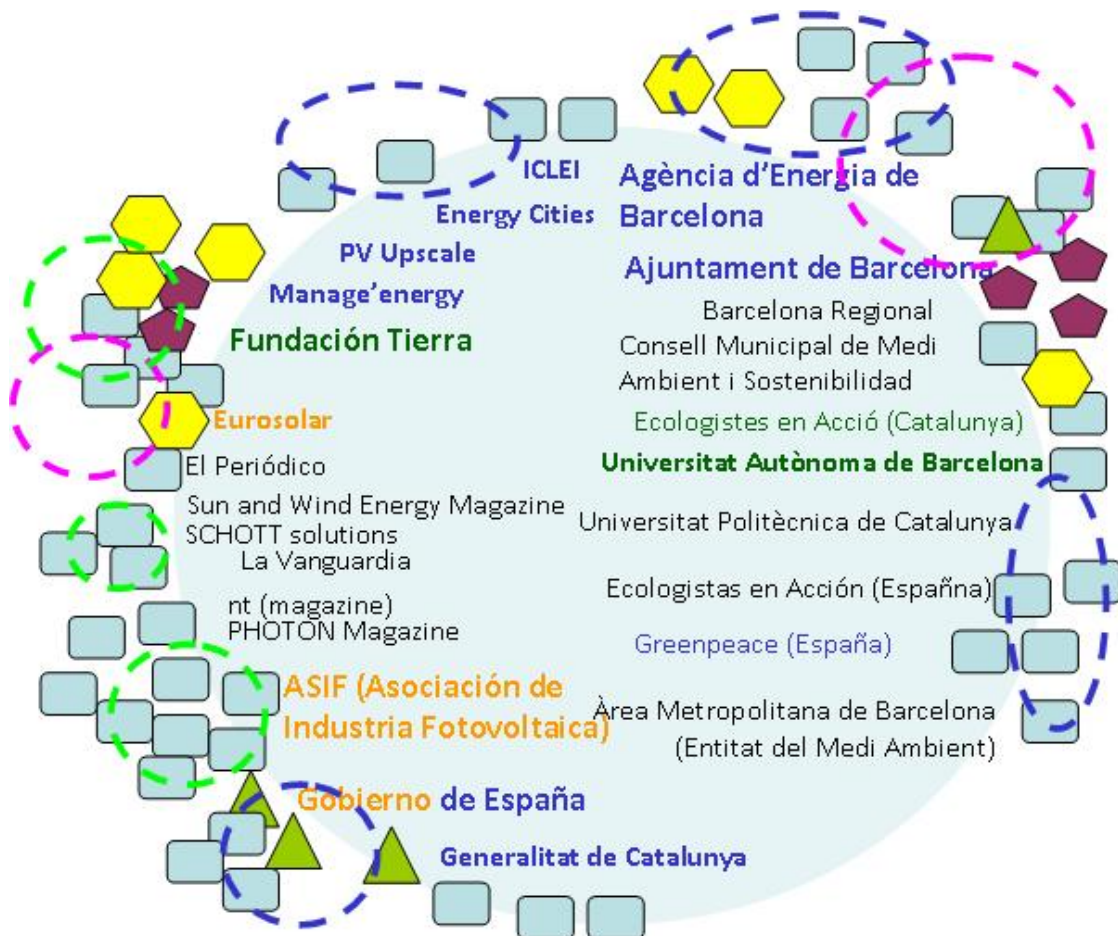 ICLEI
Energy Cities
PV Upscale
Manage'energy
Fundación Tierra
Eurosolar
El Periódico
Sun and Wind Energy Magazine
SCHOTT solutions
La Vanguardia
nt (magazine)
PHOTON Magazine
ASIF (Asociación de
Industria Fotovoltaica)
Gobierno de España
Generalitat de Catalunya
Agència d'Energia de
Barcelona
Ajuntament de Barcelona
Barcelona Regional
Consell Municipal de Medi
Ambient i Sostenibilidad
Ecologistes en Acció (Catalunya)
Universitat Autònoma de Barcelona
Universitat Politècnica de Catalunya
Ecologistas en Acción (Españna)
Greenpeace (España)
Àrea Metropolitana de Barcelona
(Entitat del Medi Ambient)